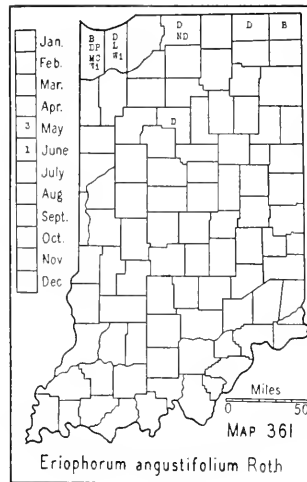 Jan.
Feb.
Mar.
Apr.
3 May
1 June
July
Aug
Sept.
Oct.
Nov
Dec
B
DP
MC
W1
D
L
W1
D
ND
D
B
D
Miles
0 50
MAP 361
Eriophorum angustifolium Roth